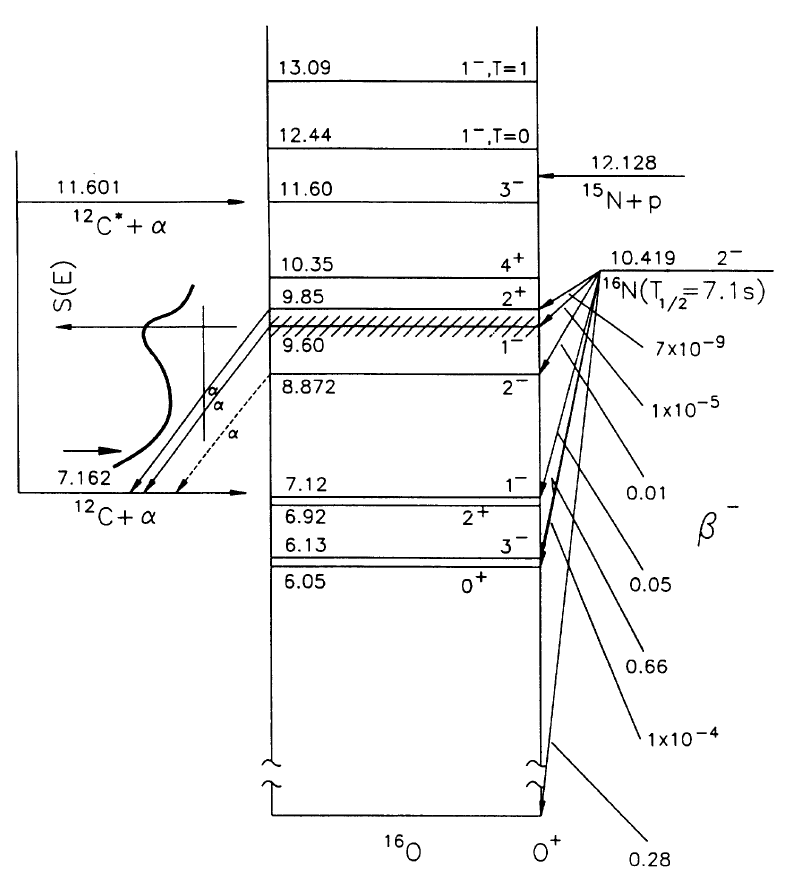 13.09 1⁻,T=1
12.44 1⁻,T=0
12.128
¹⁵N+p
11.601
¹²C*+ α
11.60 3⁻
10.419 2⁻
¹⁶N(T₁/₂=7.1s)
10.35 4⁺
S(E)
9.85 2⁺
9.60 1⁻
7x10⁻⁹
8.872 2⁻
1x10⁻⁵
α
α
α
7.162
¹²C+α
7.12 1⁻
0.01
6.92 2⁺
β⁻
6.13 3⁻
6.05 0⁺
0.05
0.66
1x10⁻⁴
¹⁶O 0⁺
0.28